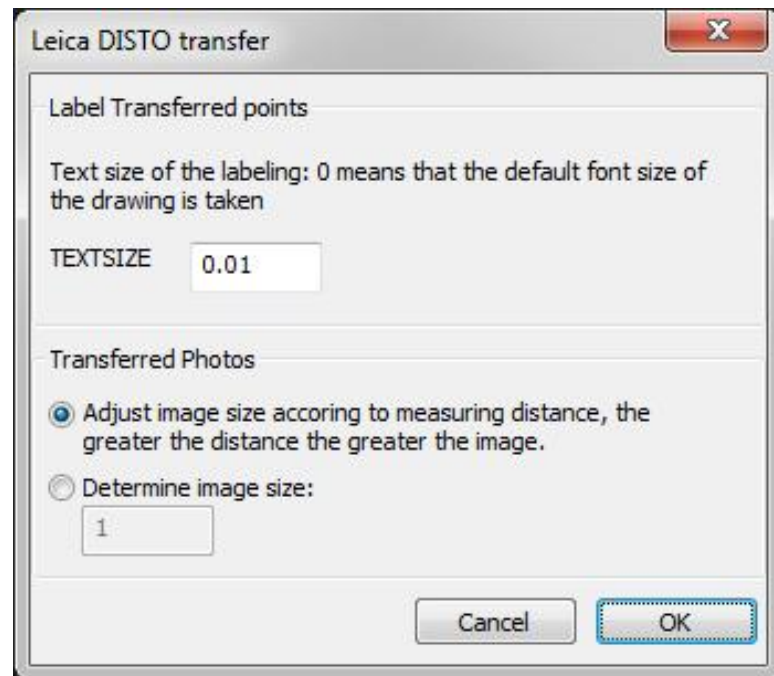 Leica DISTO transfer
Label Transferred points
Text size of the labeling: 0 means that the default font size of
the drawing is taken
TEXTSIZE 0.01
Transferred Photos
Adjust image size accoring to measuring distance, the
greater the distance the greater the image.
Determine image size:
1
Cancel OK